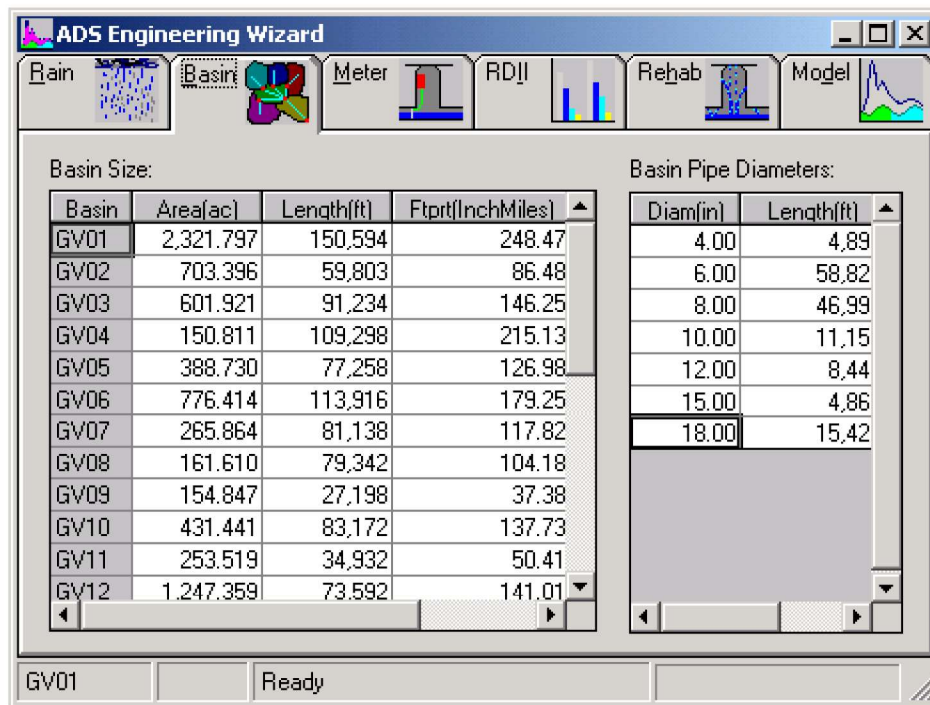 ADS Engineering Wizard
Rain Basin Meter RDII Rehab Model
Basin Size:
Basin Area(ac) Length(ft) Ftprt(InchMiles)
GV01 2,321.797 150,594 248.47
GV02 703.396 59,803 86.48
GV03 601.921 91,234 146.25
GV04 150.811 109,298 215.13
GV05 388.730 77,258 126.98
GV06 776.414 113,916 179.25
GV07 265.864 81,138 117.82
GV08 161.610 79,342 104.18
GV09 154.847 27,198 37.38
GV10 431.441 83,172 137.73
GV11 253.519 34,932 50.41
GV12 1,247.359 73,592 141.01
Basin Pipe Diameters:
Diam(in) Length(ft)
4.00 4,89
6.00 58,82
8.00 46,99
10.00 11,15
12.00 8,44
15.00 4,86
18.00 15,42
GV01 Ready